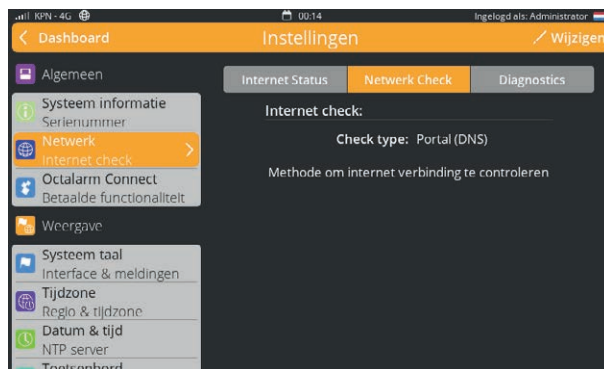 KPN - 4G 00:14 Ingelogd als: Administrator
Dashboard Instellingen Wijzigen
Algemeen
Systeem informatie
Serienummer
Netwerk
Internet check
Octalarm Connect
Betaalde functionaliteit
Weergave
Systeem taal
Interface & meldingen
Tijdzone
Regio & tijdzone
Datum & tijd
NTP server
Toetsenbord
Internet Status Netwerk Check Diagnostics
Internet check:
Check type: Portal (DNS)
Methode om internet verbinding te controleren